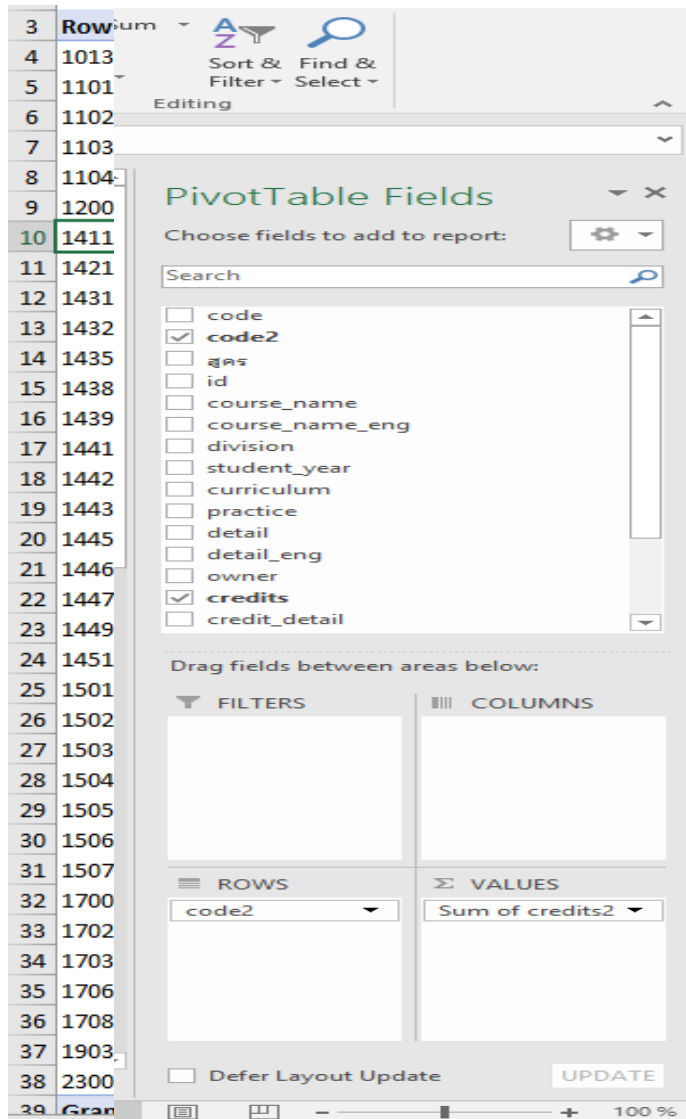 3 Row
4 1013
5 1101
6 1102
7 1103
8 1104
9 1200
10 1411
11 1421
12 1431
13 1432
14 1435
15 1438
16 1439
17 1441
18 1442
19 1443
20 1445
21 1446
22 1447
23 1449
24 1451
25 1501
26 1502
27 1503
28 1504
29 1505
30 1506
31 1507
32 1700
33 1702
34 1703
35 1706
36 1708
37 1903
38 2300
39 Gran
Sort & Filter
Find & Select
Editing
PivotTable Fields
Choose fields to add to report:
Search
code
code2
สูตร
id
course_name
course_name_eng
division
student_year
curriculum
practice
detail
detail_eng
owner
credits
credit_detail
Drag fields between areas below:
FILTERS
COLUMNS
ROWS
Σ VALUES
code2
Sum of credits2
Defer Layout Update
UPDATE
100 %